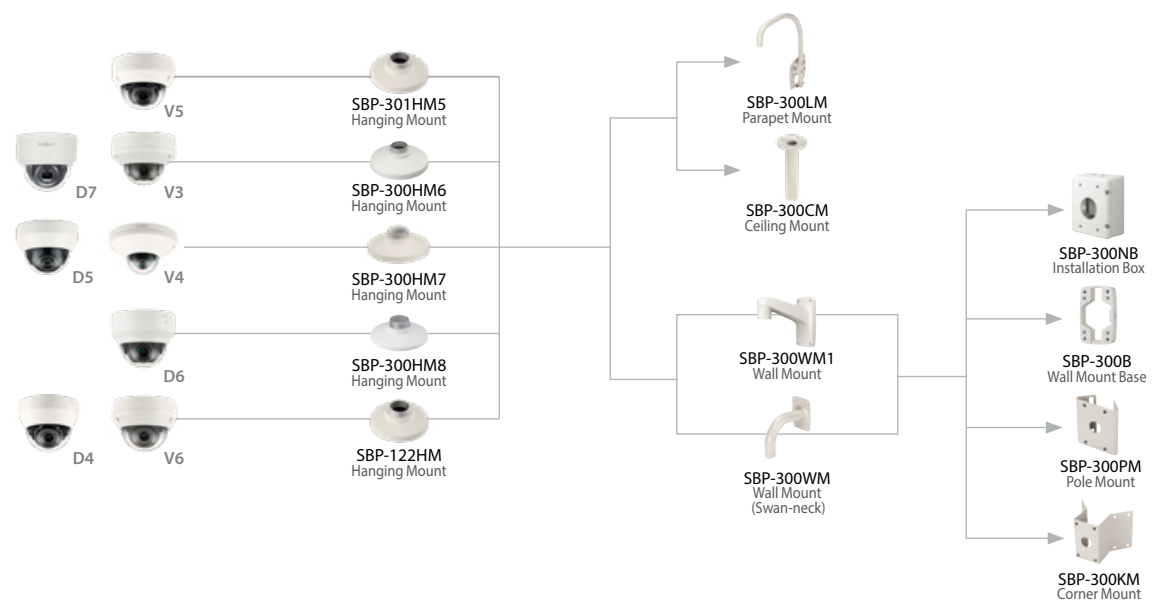 V5
SBP-301HM5
Hanging Mount
D7
V3
SBP-300HM6
Hanging Mount
D5
V4
SBP-300HM7
Hanging Mount
D6
SBP-300HM8
Hanging Mount
D4
V6
SBP-122HM
Hanging Mount
SBP-300LM
Parapet Mount
SBP-300CM
Ceiling Mount
SBP-300WM1
Wall Mount
SBP-300WM
Wall Mount
(Swan-neck)
SBP-300NB
Installation Box
SBP-300B
Wall Mount Base
SBP-300PM
Pole Mount
SBP-300KM
Corner Mount